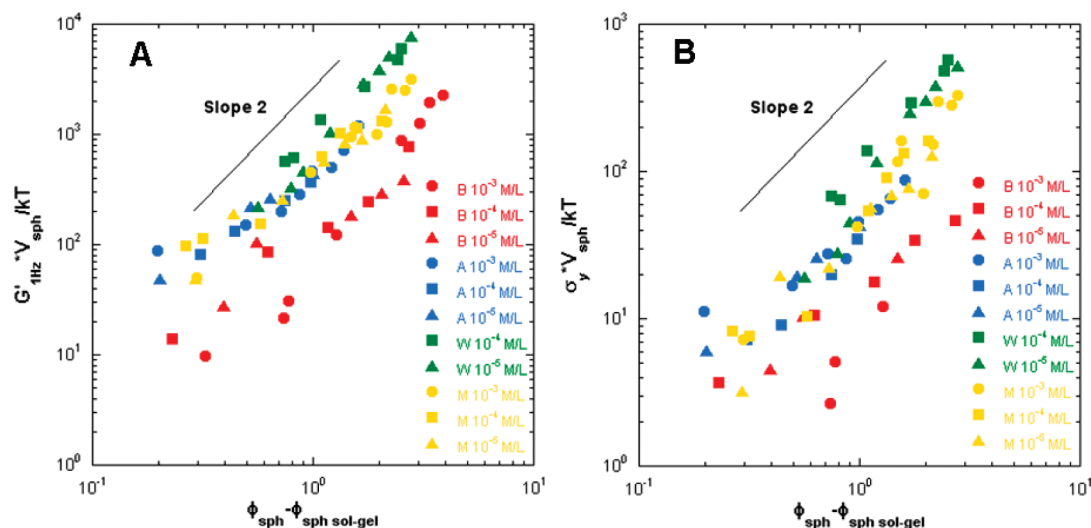 A
Slope 2
10⁴
10³
10²
10¹
10⁰
G'₁Hz*Vsph/kT
B 10⁻³ M/L
B 10⁻⁴ M/L
B 10⁻⁵ M/L
A 10⁻³ M/L
A 10⁻⁴ M/L
A 10⁻⁵ M/L
W 10⁻⁴ M/L
W 10⁻⁵ M/L
M 10⁻³ M/L
M 10⁻⁴ M/L
M 10⁻⁵ M/L
10⁻¹ 10⁰ 10¹
ϕsph-ϕsph sol-gel
B
Slope 2
10³
10²
10¹
10⁰
σy*Vsph/kT
B 10⁻³ M/L
B 10⁻⁴ M/L
B 10⁻⁵ M/L
A 10⁻³ M/L
A 10⁻⁴ M/L
A 10⁻⁵ M/L
W 10⁻⁴ M/L
W 10⁻⁵ M/L
M 10⁻³ M/L
M 10⁻⁴ M/L
M 10⁻⁵ M/L
10⁻¹ 10⁰ 10¹
ϕsph-ϕsph sol-gel